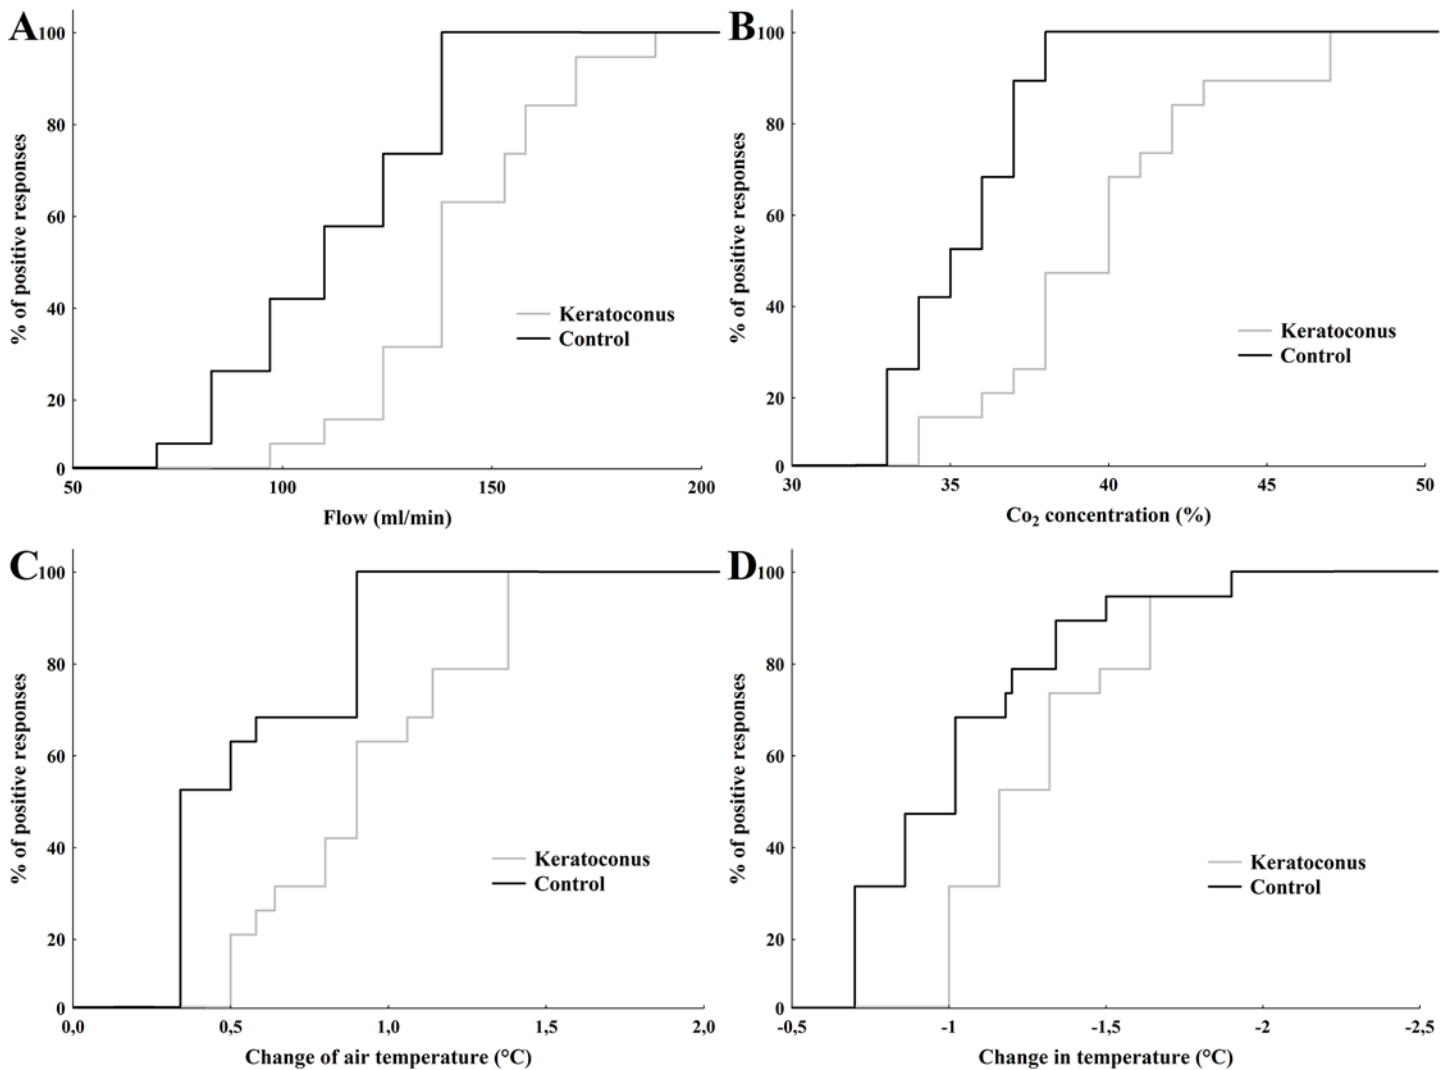 A
100
80
60
40
20
0
% of positive responses
50 100 150 200
Flow (ml/min)
Keratoconus
Control
B
100
80
60
40
20
0
% of positive responses
30 35 40 45 50
Co₂ concentration (%)
Keratoconus
Control
C
100
80
60
40
20
0
% of positive responses
0,0 0,5 1,0 1,5 2,0
Change of air temperature (°C)
Keratoconus
Control
D
100
80
60
40
20
0
% of positive responses
-0,5 -1 -1,5 -2 -2,5
Change in temperature (°C)
Keratoconus
Control